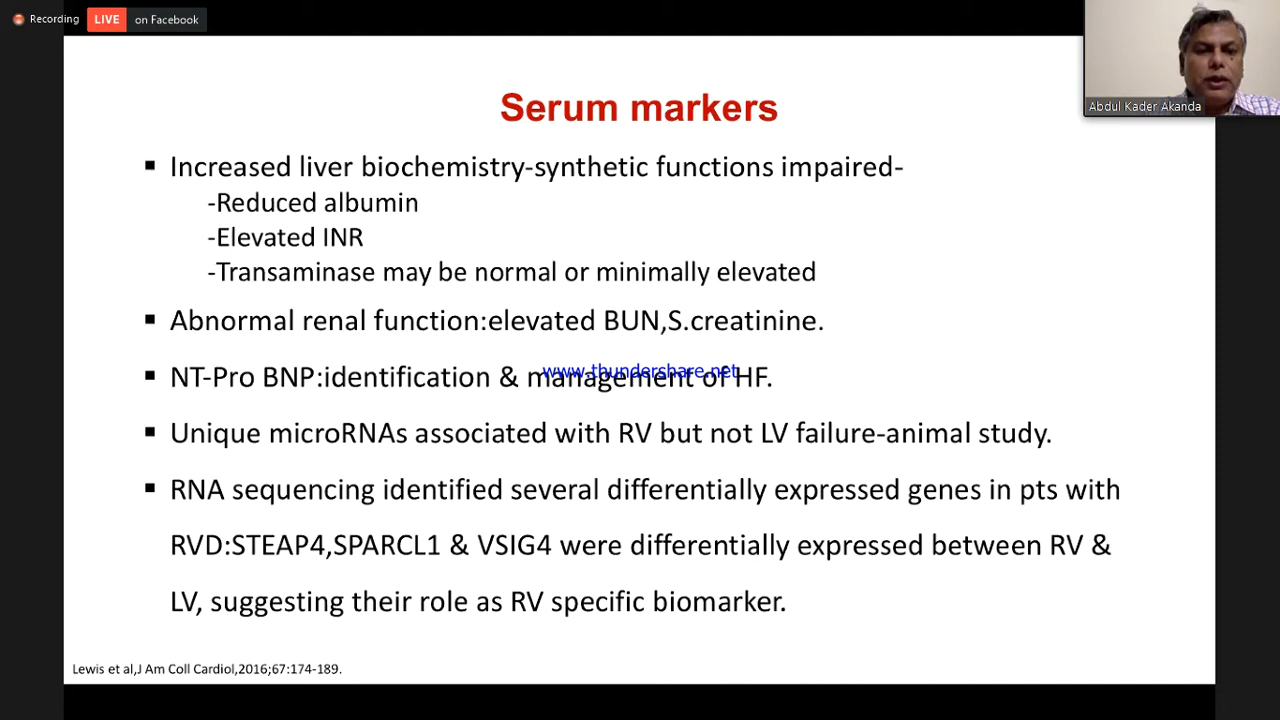 Recording
LIVE on Facebook
Abdul Kader Akanda
Serum markers
▪ Increased liver biochemistry-synthetic functions impaired-
-Reduced albumin
-Elevated INR
-Transaminase may be normal or minimally elevated
▪ Abnormal renal function:elevated BUN,S.creatinine.
www.thundershare.net
▪ NT-Pro BNP:identification & management of HF.
▪ Unique microRNAs associated with RV but not LV failure-animal study.
▪ RNA sequencing identified several differentially expressed genes in pts with
RVD:STEAP4,SPARCL1 & VSIG4 were differentially expressed between RV &
LV, suggesting their role as RV specific biomarker.
Lewis et al,J Am Coll Cardiol,2016;67:174-189.